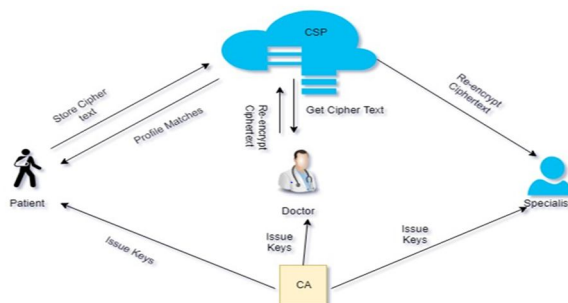 CSP
Store Cipher
text
Profile Matches
Re-encrypt
Ciphertext
Get Cipher Text
Re-encrypt
Ciphertext
Patient
Doctor
Specialis
Issue Keys
Issue
Keys
Issue
Keys
CA